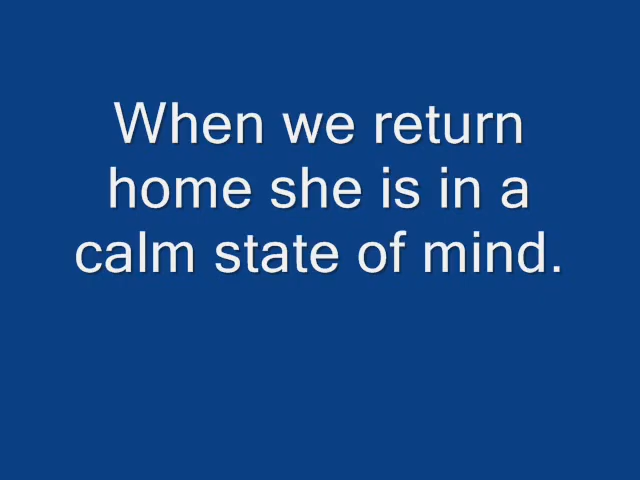 When we return
home she is in a
calm state of mind.